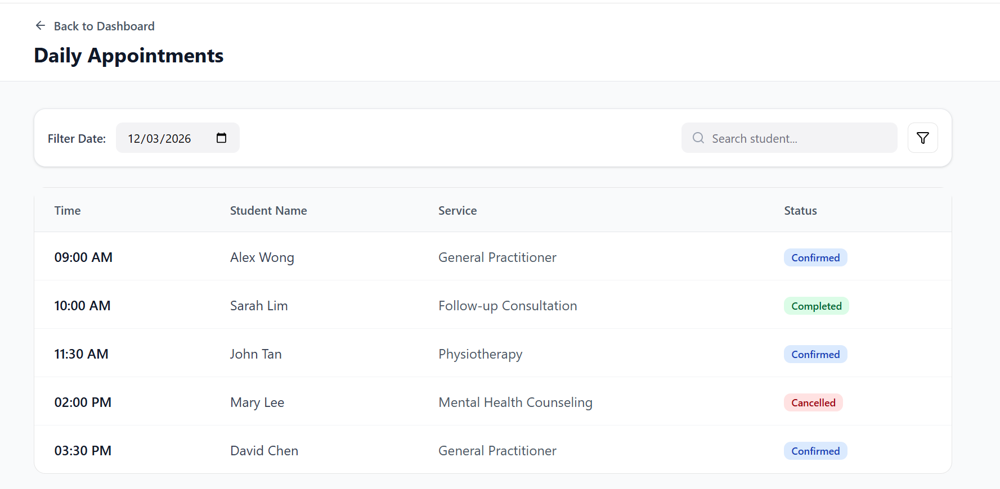 Back to Dashboard
Daily Appointments
Filter Date: 12/03/2026 Search student...
Time Student Name Service Status
09:00 AM Alex Wong General Practitioner Confirmed
10:00 AM Sarah Lim Follow-up Consultation Completed
11:30 AM John Tan Physiotherapy Confirmed
02:00 PM Mary Lee Mental Health Counseling Cancelled
03:30 PM David Chen General Practitioner Confirmed